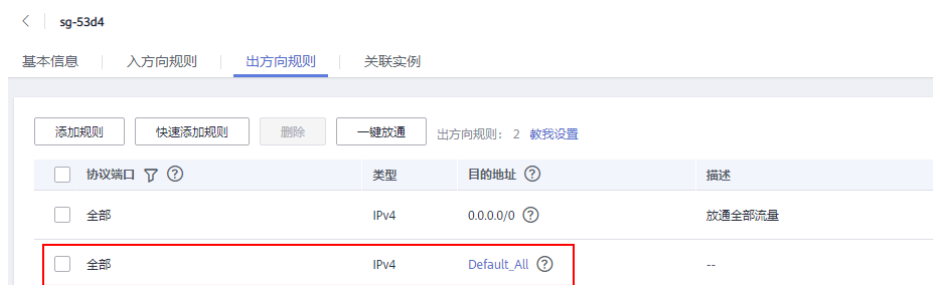 sg-53d4
基本信息 入方向规则 出方向规则 关联实例
添加规则 快速添加规则 删除 一键放通 出方向规则: 2 教我设置
协议端口 类型 目的地址 描述
全部 IPv4 0.0.0.0/0 放通全部流量
全部 IPv4 Default_All --